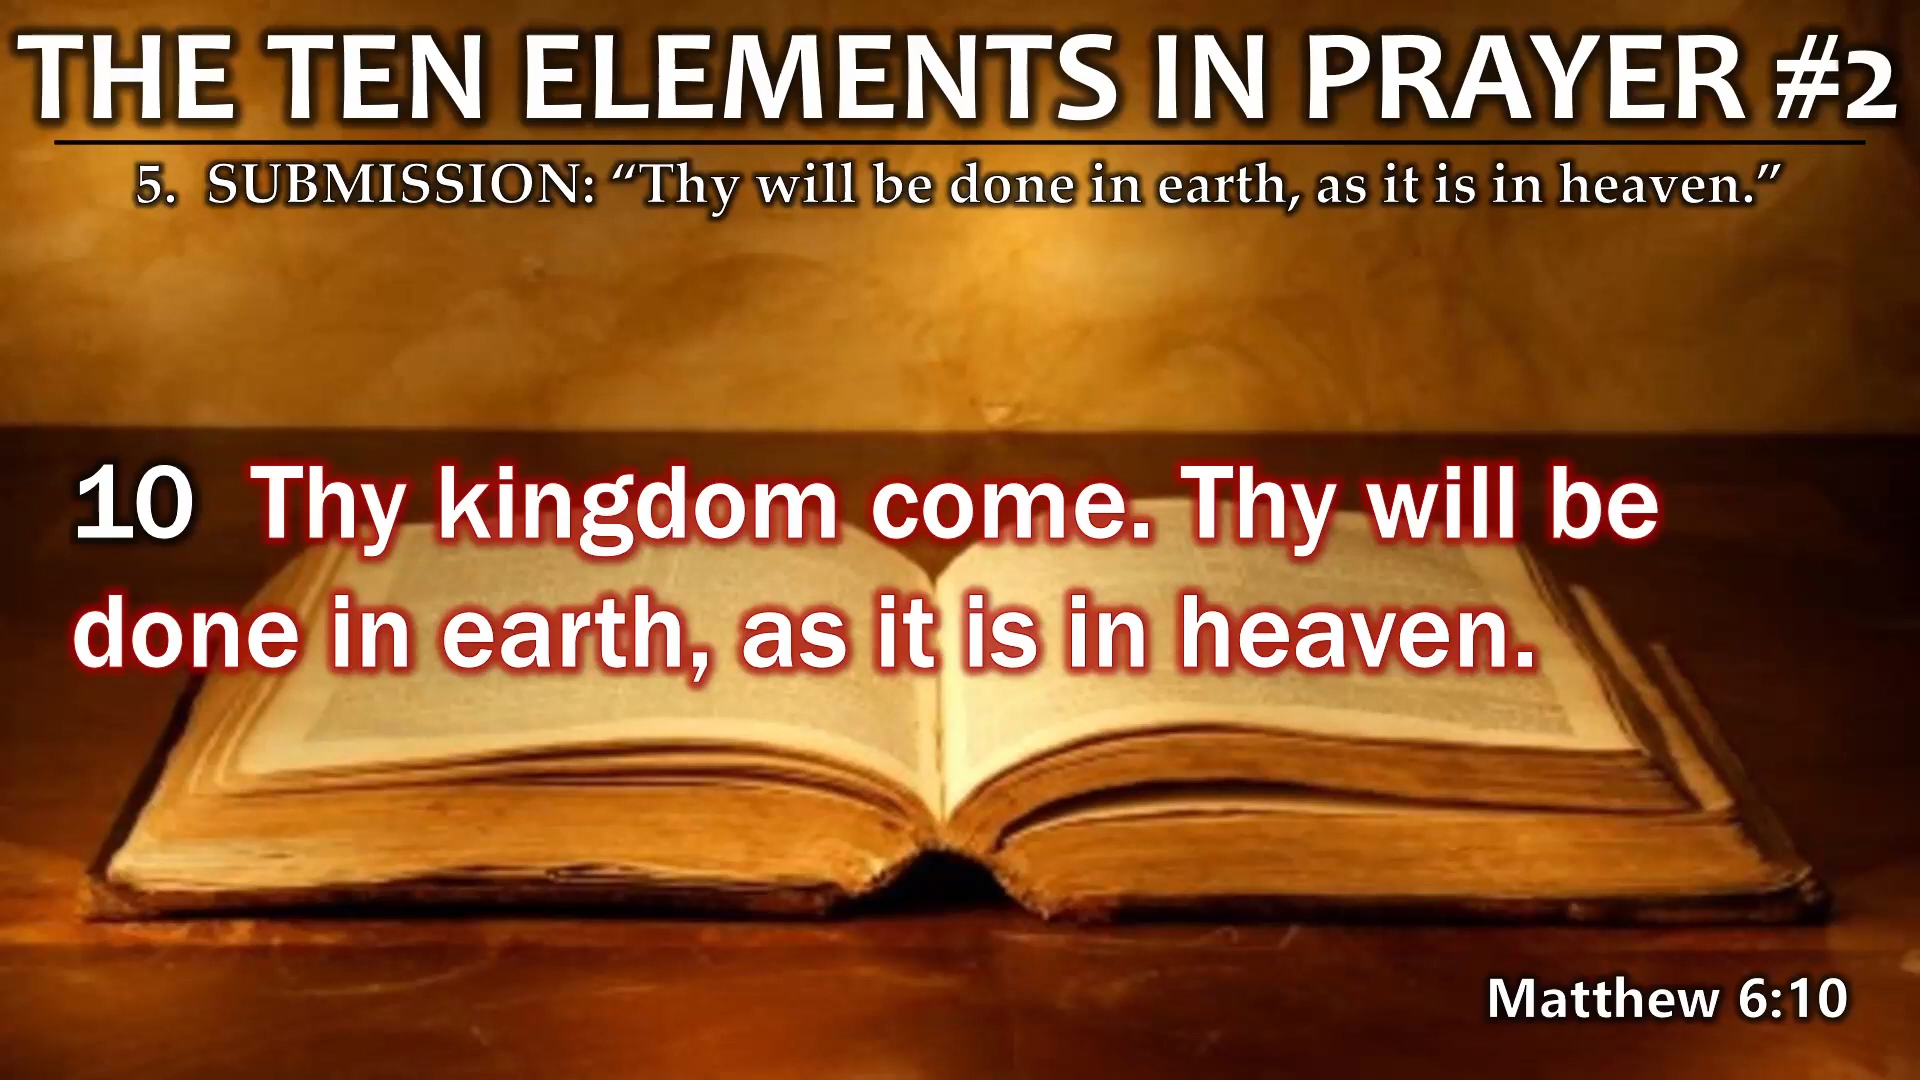 THE TEN ELEMENTS IN PRAYER #2
5. SUBMISSION: “Thy will be done in earth, as it is in heaven.”
10 Thy kingdom come. Thy will be
done in earth, as it is in heaven.
Matthew 6:10